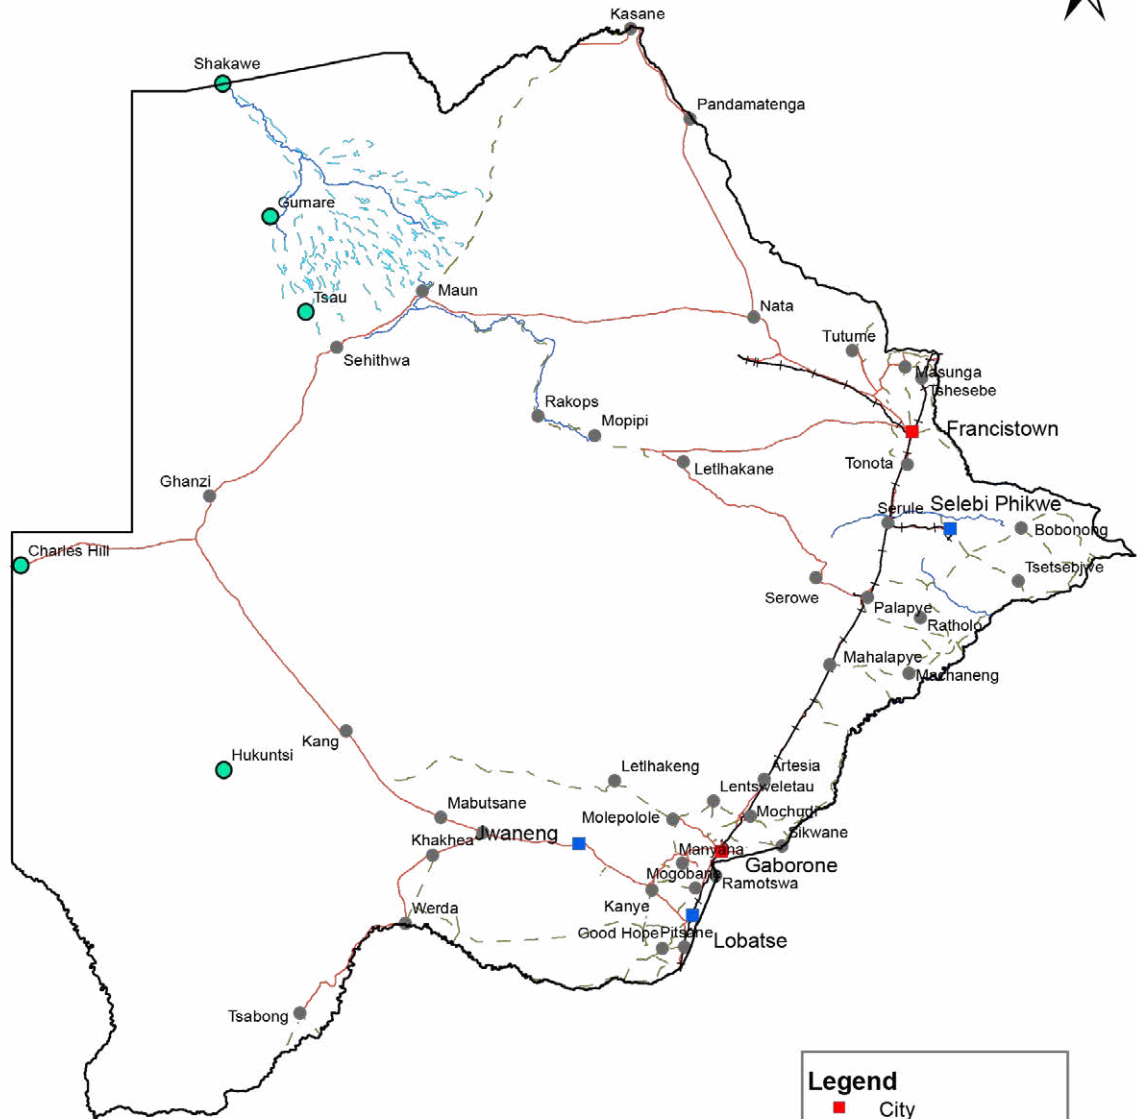 Kasane
Shakawe
Pandamatenga
Gumare
Maun
Tsau
Nata
Tutume
Sehithwa
Masunga
Tshesebe
Rakops
Mopipi
Francistown
Letlhakane
Tonota
Ghanzi
Serule
Selebi Phikwe
Bobonong
Charles Hill
Tsetsebjwe
Serowe
Palapye
Ratholo
Mahalapye
Machaneng
Kang
Hukuntsi
Letlhakeng
Artesia
Lentsweletau
Mabutsane
Molepolole
Mochudi
Khakhea
Jwaneng
Sikwane
Manyana
Gaborone
Mogobane
Ramotswa
Kanye
Werda
Good Hope
Pitsane
Lobatse
Tsabong
Legend
City